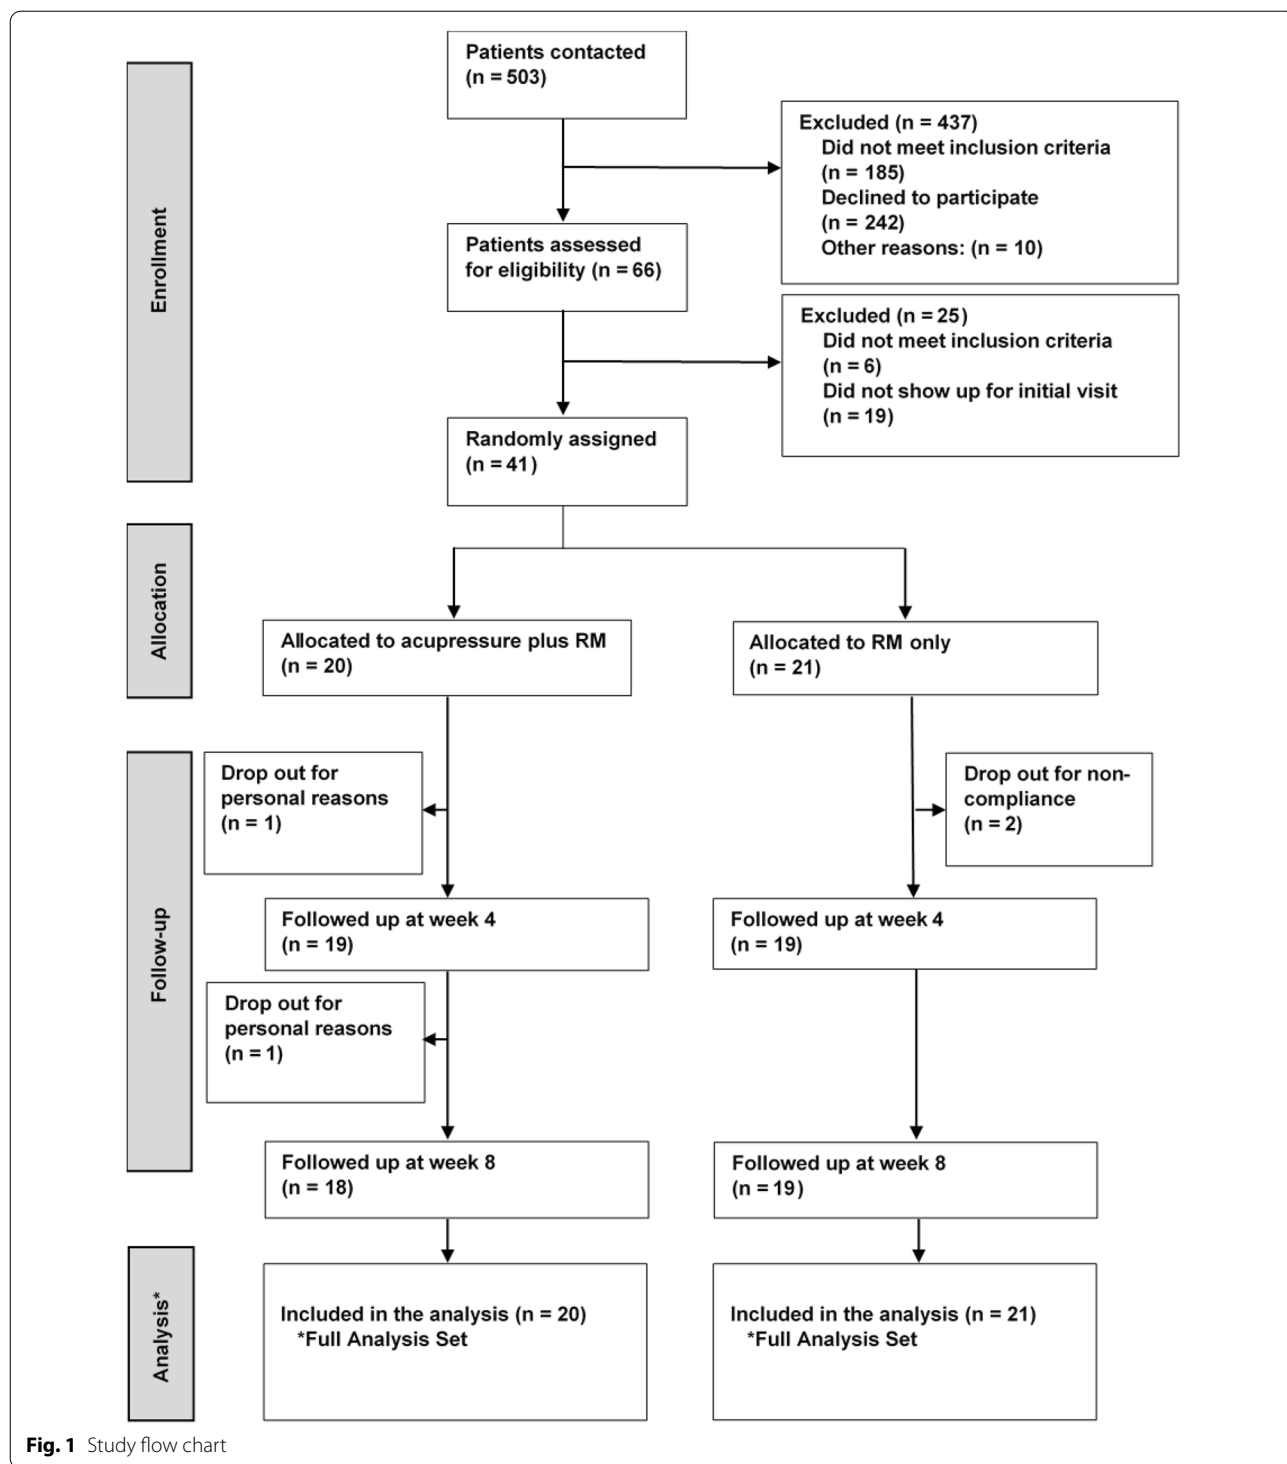 Enrollment
Patients contacted
(n = 503)
Excluded (n = 437)
Did not meet inclusion criteria
(n = 185)
Declined to participate
(n = 242)
Other reasons: (n = 10)
Patients assessed
for eligibility (n = 66)
Excluded (n = 25)
Did not meet inclusion criteria
(n = 6)
Did not show up for initial visit
(n = 19)
Randomly assigned
(n = 41)
Allocation
Allocated to acupressure plus RM
(n = 20)
Allocated to RM only
(n = 21)
Follow-up
Drop out for
personal reasons
(n = 1)
Drop out for non-
compliance
(n = 2)
Followed up at week 4
(n = 19)
Followed up at week 4
(n = 19)
Drop out for
personal reasons
(n = 1)
Followed up at week 8
(n = 18)
Followed up at week 8
(n = 19)
Analysis*
Included in the analysis (n = 20)
*Full Analysis Set
Included in the analysis (n = 21)
*Full Analysis Set
Fig. 1 Study flow chart